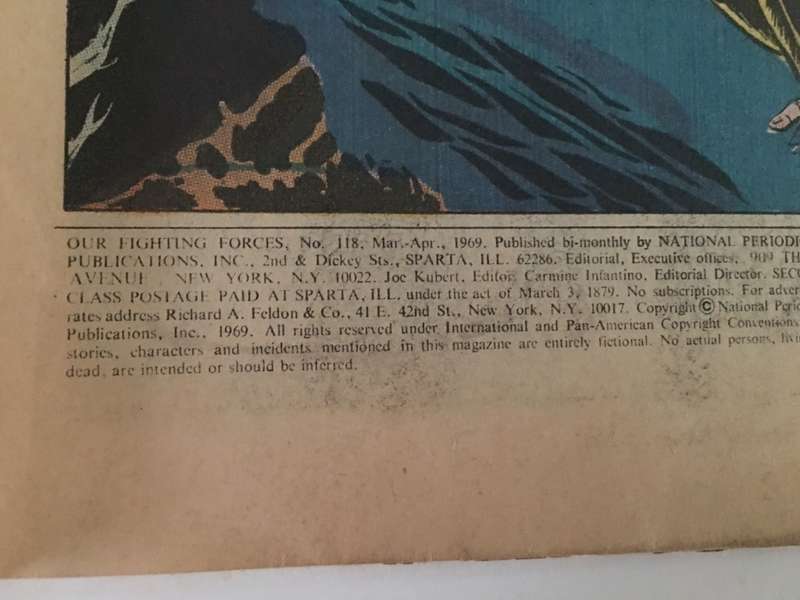 OUR FIGHTING FORCES, No. 118, Mar.-Apr., 1969. Published bi-monthly by NATIONAL PERIODI
PUBLICATIONS, INC., 2nd & Dickey Sts., SPARTA, ILL. 62286. Editorial, Executive offices, 909 TH
AVENUE, NEW YORK, N.Y. 10022. Joe Kubert, Editor. Carmine Infantino, Editorial Director. SECO
CLASS POSTAGE PAID AT SPARTA, ILL. under the act of March 3, 1879. No subscriptions. For adver
rates address Richard A. Feldon & Co., 41 E. 42nd St., New York, N.Y. 10017. Copyright © National Perio
Publications, Inc., 1969. All rights reserved under International and Pan-American Copyright Conventions
stories, characters and incidents mentioned in this magazine are entirely fictional. No actual persons, livi
dead, are intended or should be inferred.